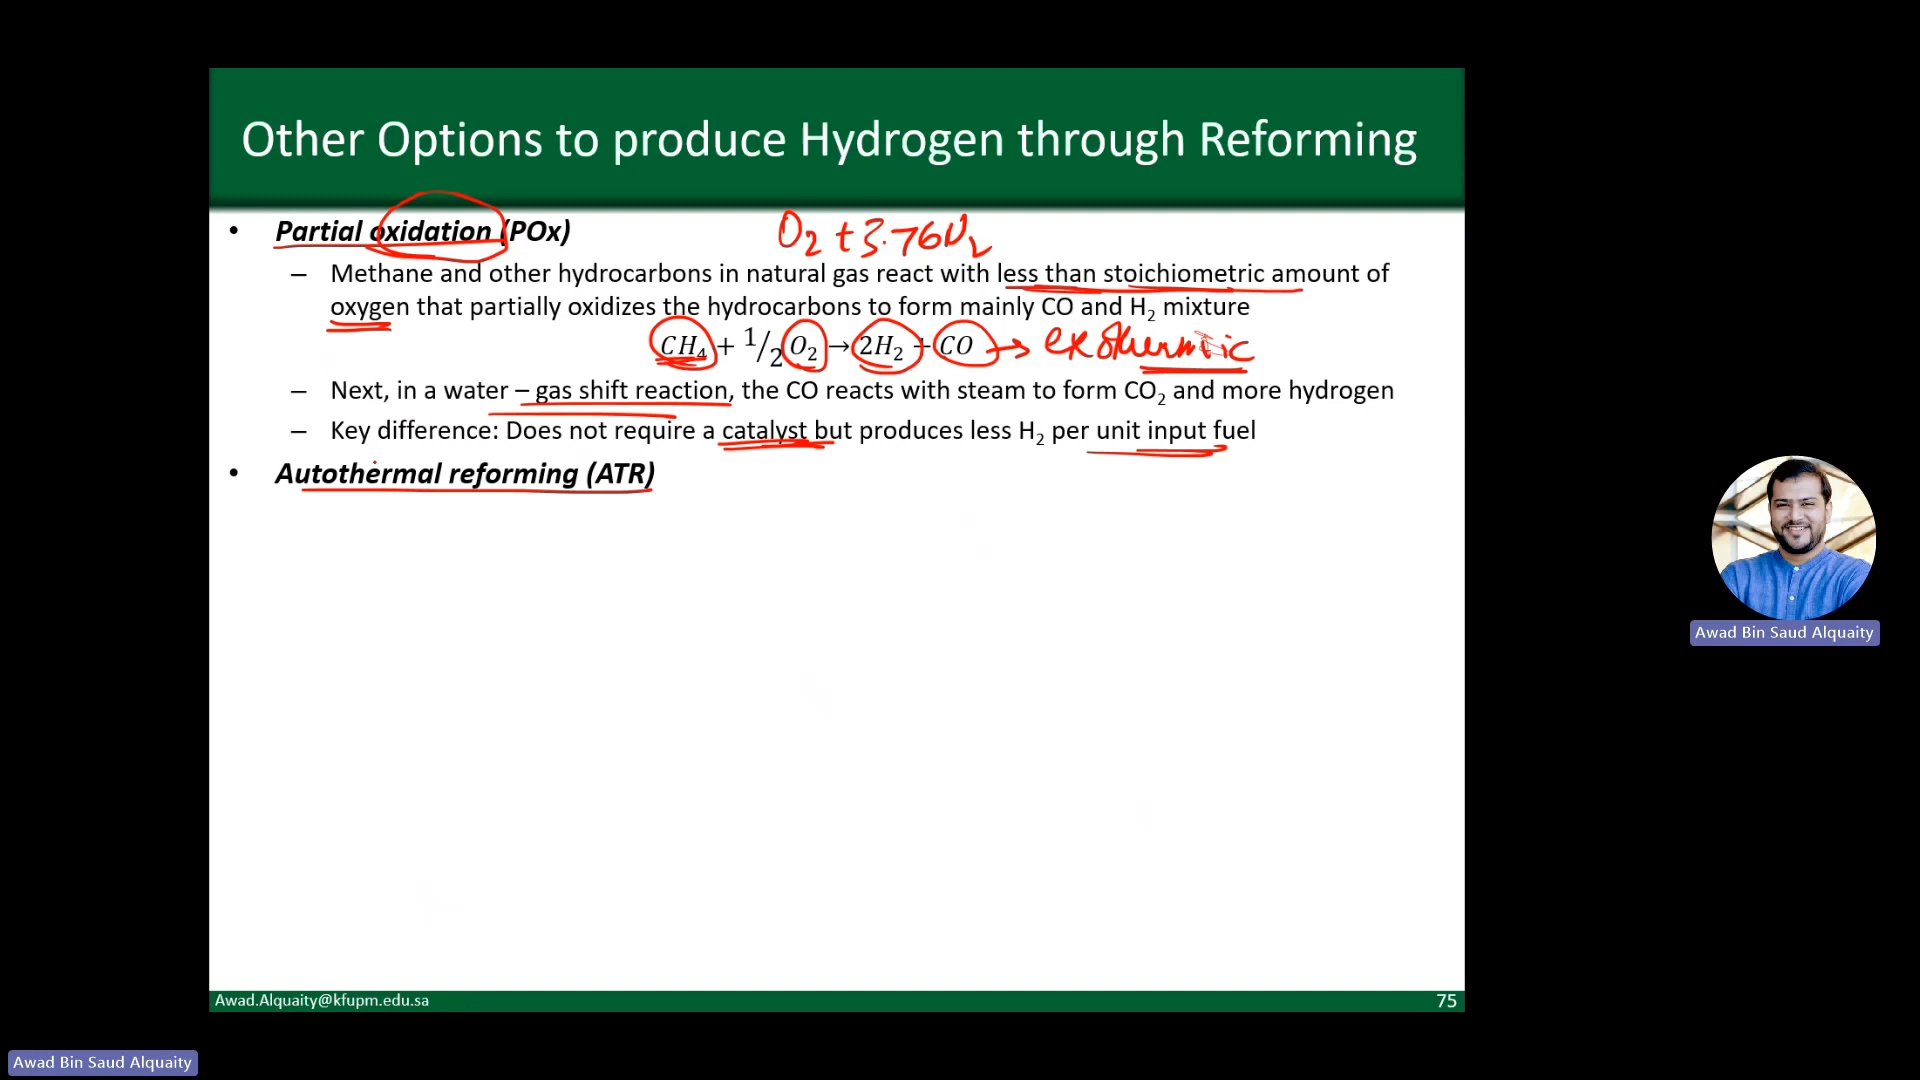 Other Options to produce Hydrogen through Reforming
• Partial oxidation (POx)
O2 + 3.76N2
– Methane and other hydrocarbons in natural gas react with less than stoichiometric amount of
oxygen that partially oxidizes the hydrocarbons to form mainly CO and H2 mixture
CH4 + 1/2 O2 → 2H2 + CO → exothermic
– Next, in a water – gas shift reaction, the CO reacts with steam to form CO2 and more hydrogen
– Key difference: Does not require a catalyst but produces less H2 per unit input fuel
• Autothermal reforming (ATR)
Awad Bin Saud Alquaity
Awad.Alquaity@kfupm.edu.sa
75
Awad Bin Saud Alquaity